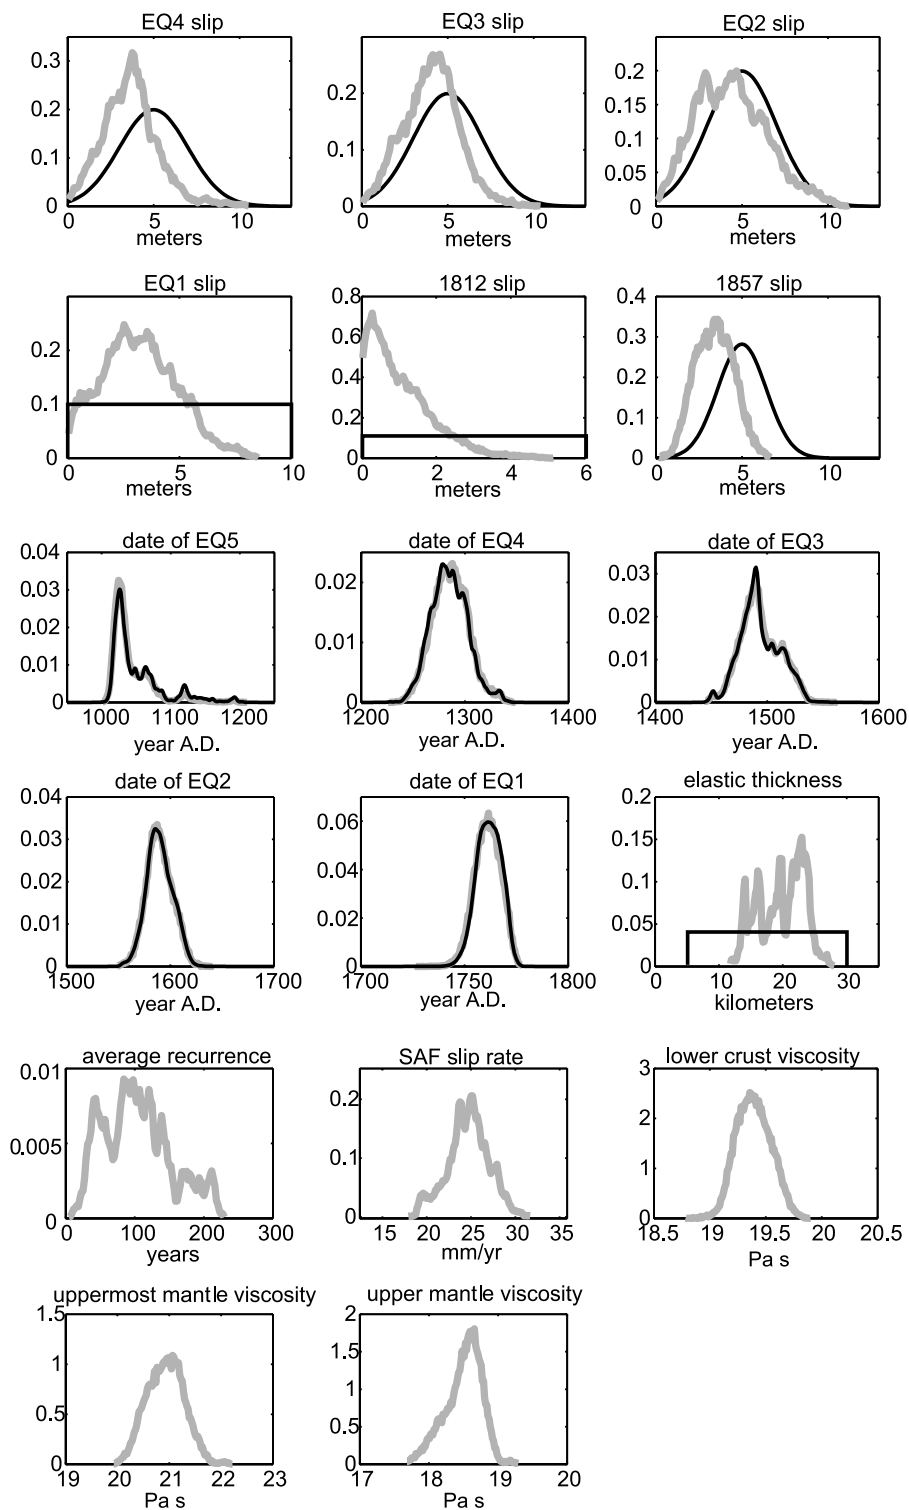 EQ4 slip
EQ3 slip
EQ2 slip
0.3
0.2
0.1
0
0 5 10
meters
0.2
0.1
0
0 5 10
meters
0.2
0.15
0.1
0.05
0
0 5 10
meters
EQ1 slip
1812 slip
1857 slip
0.2
0.1
0
0 5 10
meters
0.8
0.6
0.4
0.2
0
0 2 4 6
meters
0.4
0.3
0.2
0.1
0
0 5 10
meters
date of EQ5
date of EQ4
date of EQ3
0.04
0.03
0.02
0.01
0
1000 1100 1200
year A.D.
0.02
0.01
0
1200 1300 1400
year A.D.
0.03
0.02
0.01
0
1400 1500 1600
year A.D.
date of EQ2
date of EQ1
elastic thickness
0.04
0.03
0.02
0.01
0
1500 1600 1700
year A.D.
0.06
0.04
0.02
0
1700 1800
year A.D.
0.2
0.15
0.1
0.05
0
0 10 20 30
kilometers
average recurrence
SAF slip rate
lower crust viscosity
0.01
0.005
0
0 100 200 300
years
0.2
0.1
0
20 25 30 35
mm/yr
3
2
1
0
18.5 19 19.5 20 20.5
Pa s
uppermost mantle viscosity
upper mantle viscosity
1.5
1
0.5
0
19 20 21 22 23
Pa s
2
1.5
1
0.5
0
17 18 19 20
Pa s